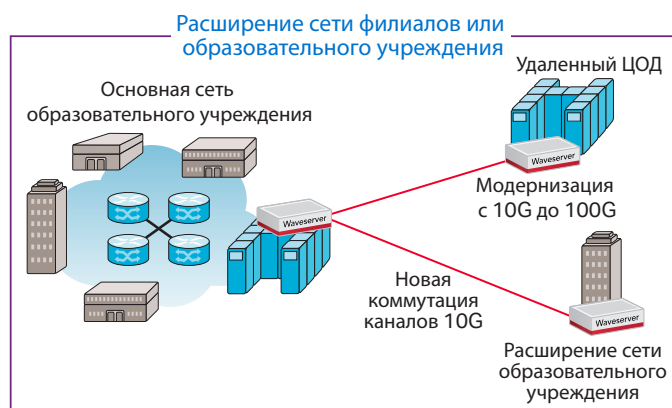 Расширение сети филиалов или
образовательного учреждения
Основная сеть
образовательного учреждения
Удаленный ЦОД
Waveserver
Модернизация
с 10G до 100G
Waveserver
Новая
коммутация
каналов 10G
Waveserver
Расширение сети
образовательного
учреждения